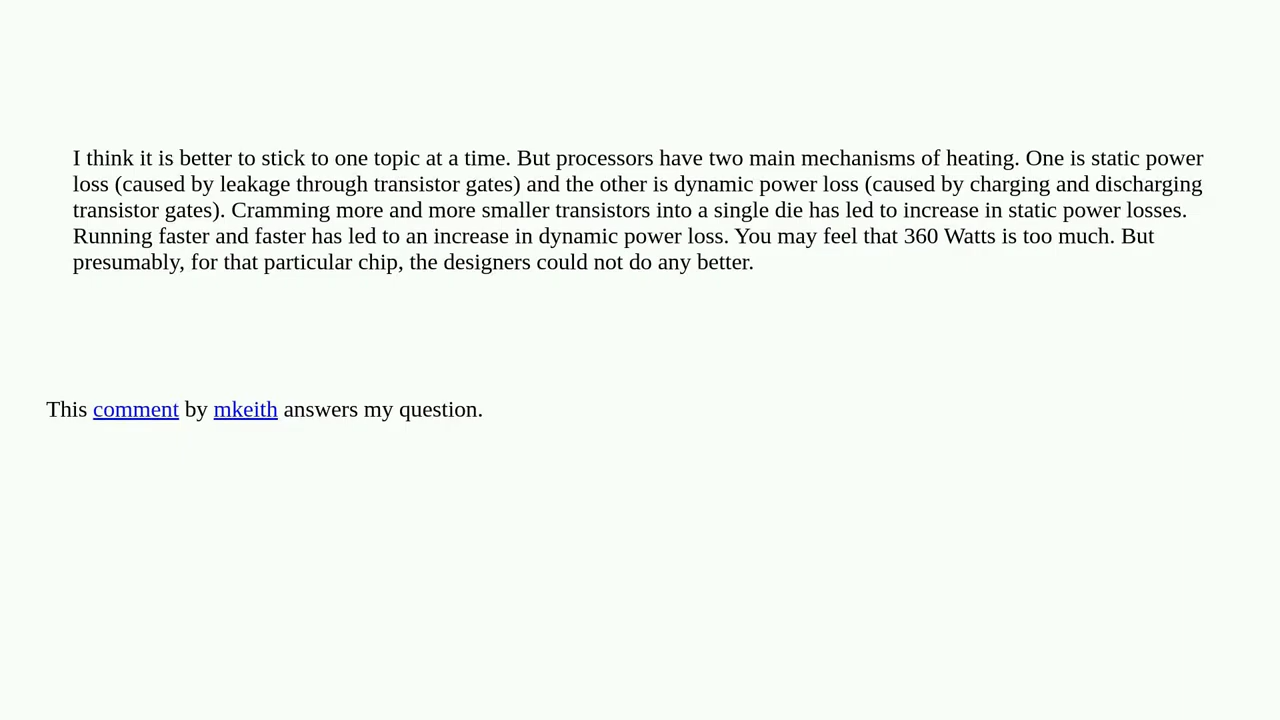 I think it is better to stick to one topic at a time. But processors have two main mechanisms of heating. One is static power
loss (caused by leakage through transistor gates) and the other is dynamic power loss (caused by charging and discharging
transistor gates). Cramming more and more smaller transistors into a single die has led to increase in static power losses.
Running faster and faster has led to an increase in dynamic power loss. You may feel that 360 Watts is too much. But
presumably, for that particular chip, the designers could not do any better.
This comment by mkeith answers my question.